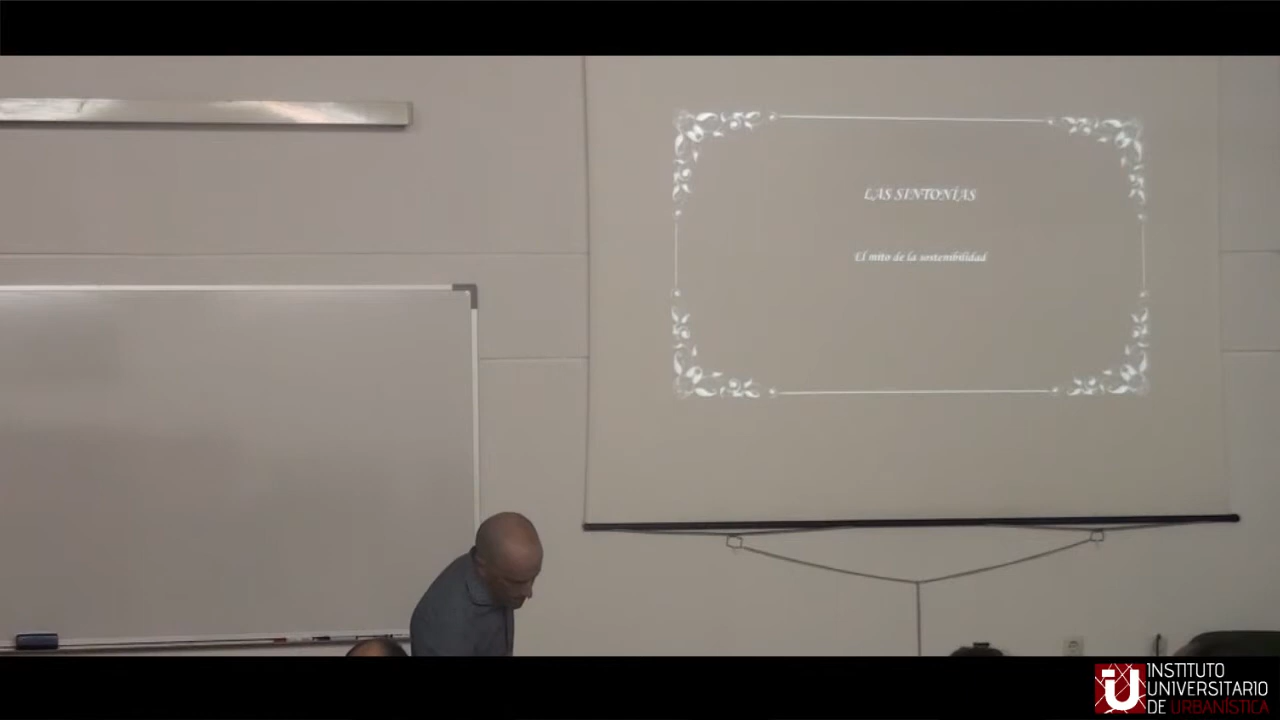 LAS SINTONÍAS
El mito de la sostenibilidad
INSTITUTO
UNIVERSITARIO
DE URBANÍSTICA